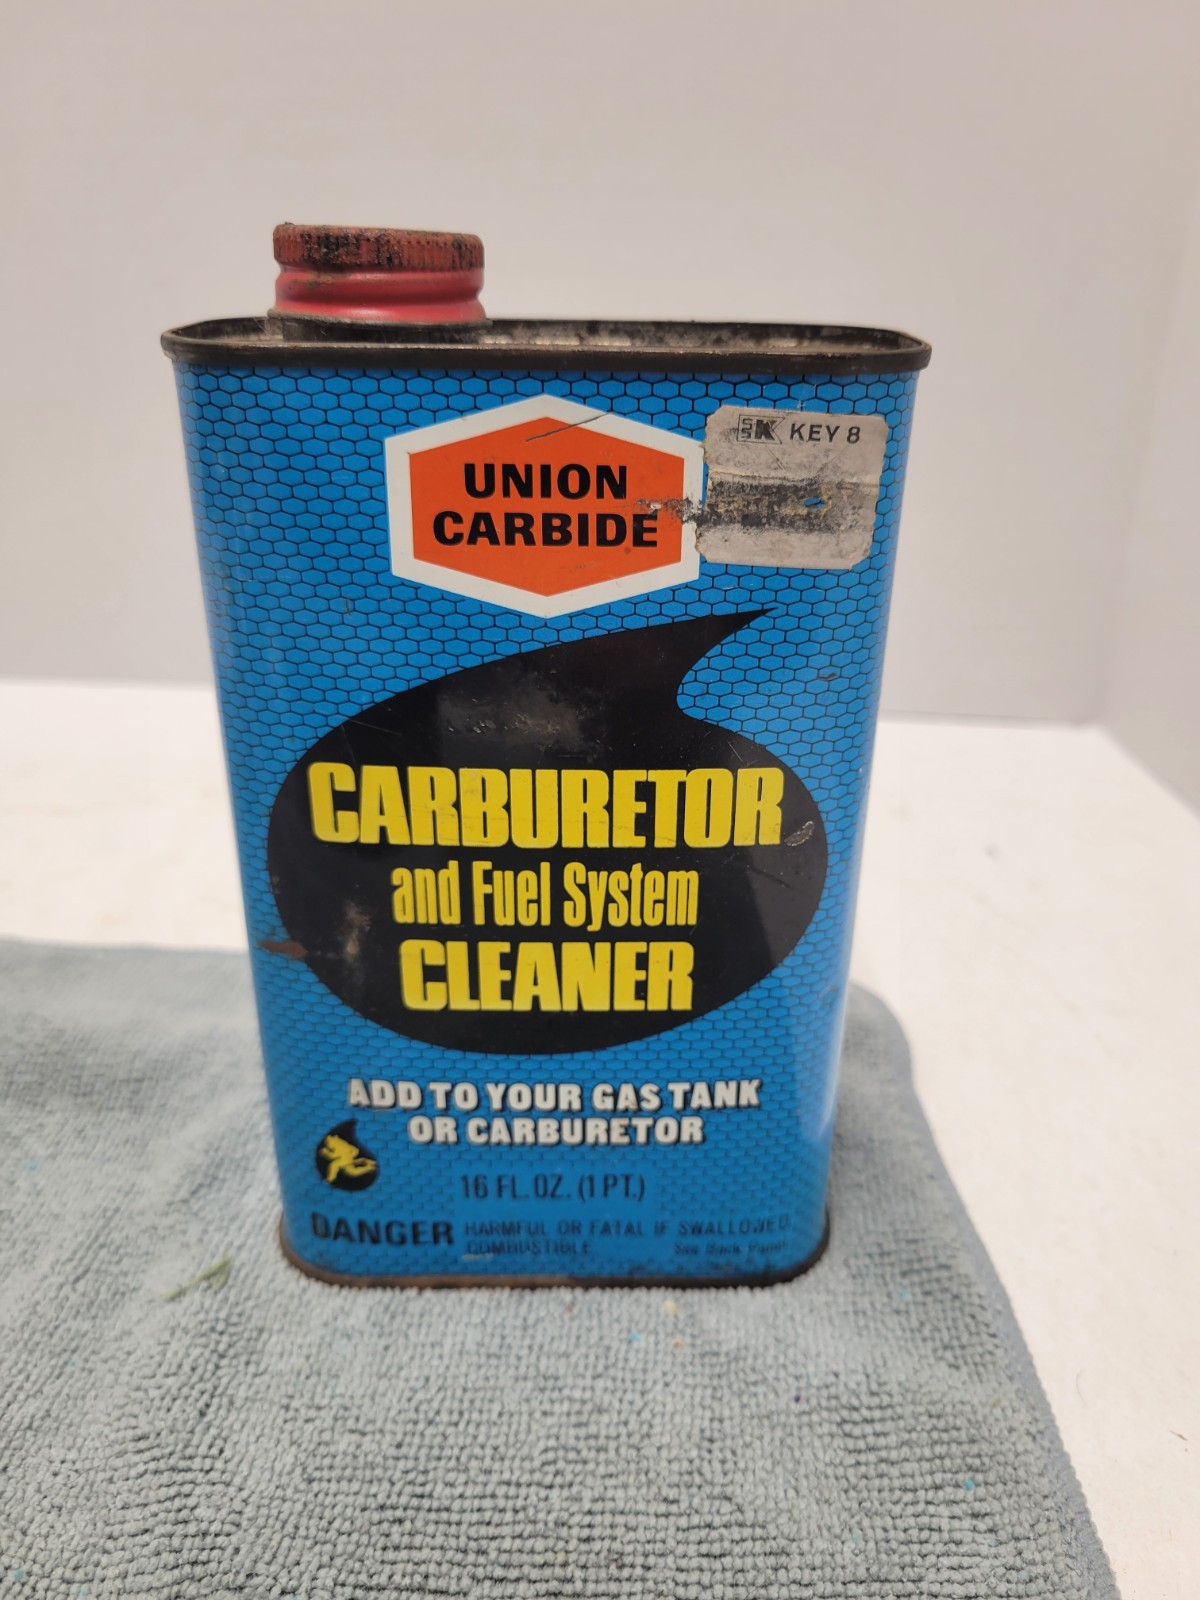 UNION
CARBIDE
KEY 8
CARBURETOR
and Fuel System
CLEANER
ADD TO YOUR GAS TANK
OR CARBURETOR
16 FL. OZ. (1 PT.)
DANGER HARMFUL OR FATAL IF SWALLOWED
COMBUSTIBLE See Back Panel